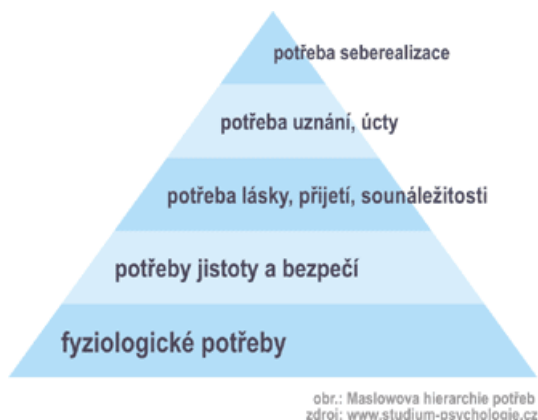 potřeba seberealizace
potřeba uznání, úcty
potřeba lásky, přijetí, sounáležitosti
potřeby jistoty a bezpečí
fyziologické potřeby
obr.: Maslowova hierarchie potřeb
zdroj: www.studium-psychologie.cz